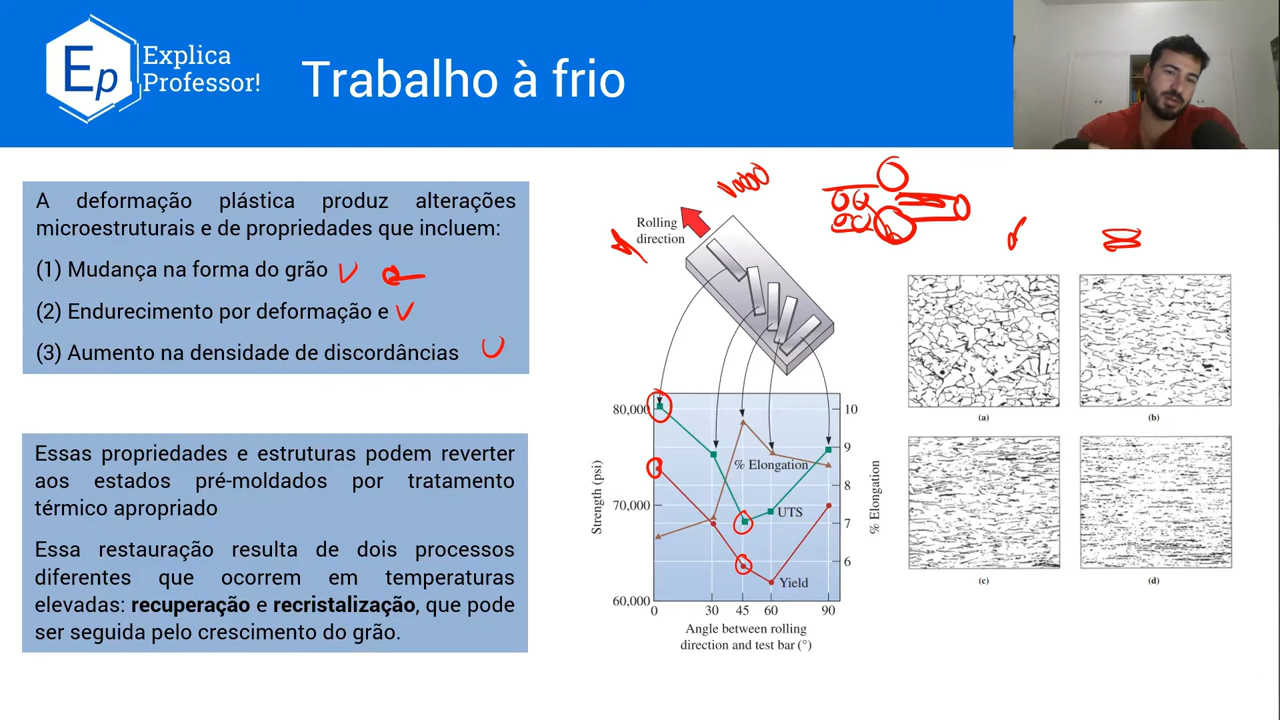 Ep
Explica
Professor!
Trabalho à frio
A deformação plástica produz alterações
microestruturais e de propriedades que incluem:
(1) Mudança na forma do grão
(2) Endurecimento por deformação e
(3) Aumento na densidade de discordâncias
Essas propriedades e estruturas podem reverter
aos estados pré-moldados por tratamento
térmico apropriado
Essa restauração resulta de dois processos
diferentes que ocorrem em temperaturas
elevadas: recuperação e recristalização, que pode
ser seguida pelo crescimento do grão.
Rolling
direction
80,000
70,000
60,000
Strength (psi)
0
30
45
60
90
Angle between rolling
direction and test bar (°)
10
9
8
7
6
% Elongation
% Elongation
UTS
Yield
(a)
(b)
(c)
(d)